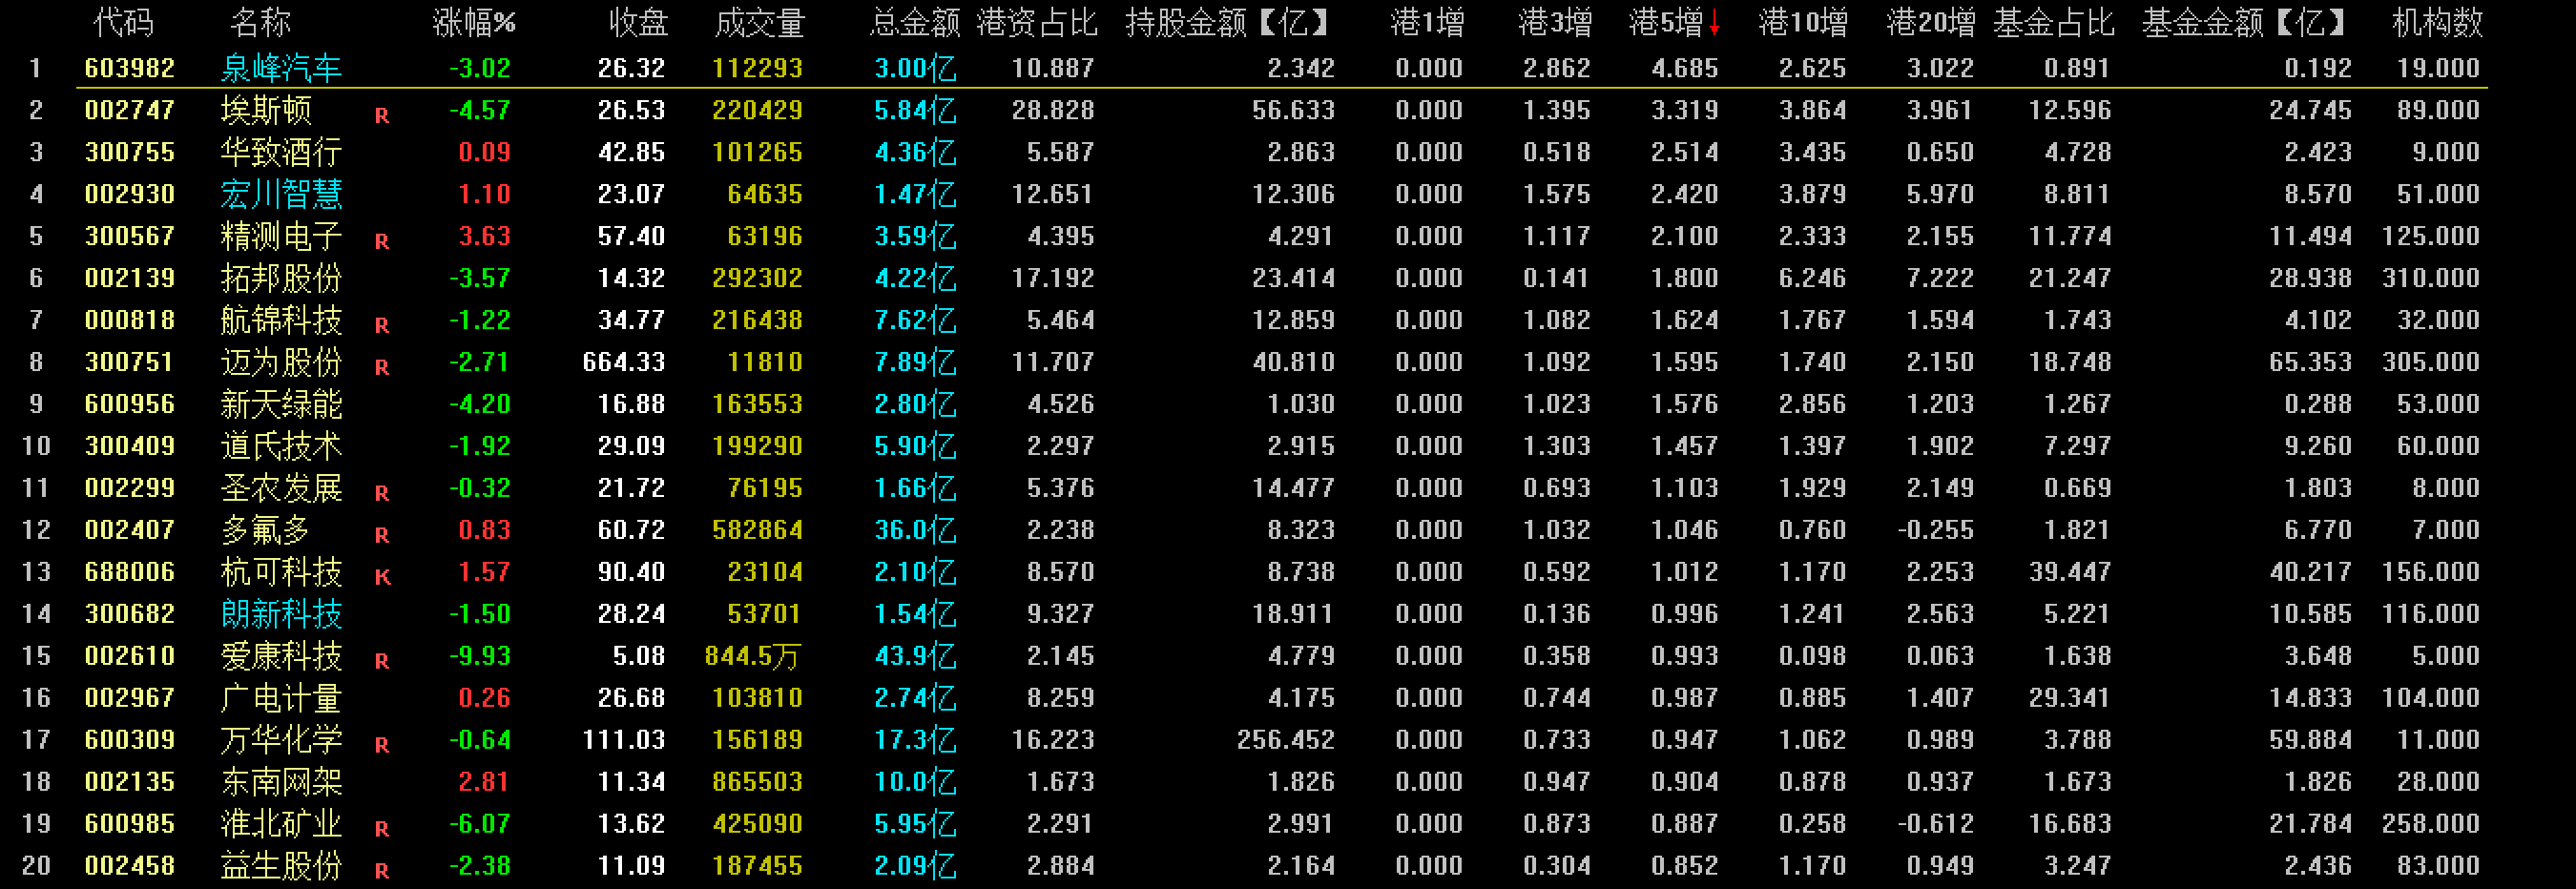 代码 名称 涨幅% 收盘 成交量 总金额 港资占比 持股金额【亿】 港1增 港3增 港5增↓ 港10增 港20增 基金占比 基金金额【亿】 机构数
1 603982 泉峰汽车 -3.02 26.32 112293 3.00亿 10.887 2.342 0.000 2.862 4.685 2.625 3.022 0.891 0.192 19.000
2 002747 埃斯顿 R -4.57 26.53 220429 5.84亿 28.828 56.633 0.000 1.395 3.319 3.864 3.961 12.596 24.745 89.000
3 300755 华致酒行 0.09 42.85 101265 4.36亿 5.587 2.863 0.000 0.518 2.514 3.435 0.650 4.728 2.423 9.000
4 002930 宏川智慧 1.10 23.07 64635 1.47亿 12.651 12.306 0.000 1.575 2.420 3.879 5.970 8.811 8.570 51.000
5 300567 精测电子 R 3.63 57.40 63196 3.59亿 4.395 4.291 0.000 1.117 2.100 2.333 2.155 11.774 11.494 125.000
6 002139 拓邦股份 -3.57 14.32 292302 4.22亿 17.192 23.414 0.000 0.141 1.800 6.246 7.222 21.247 28.938 310.000
7 000818 航锦科技 R -1.22 34.77 216438 7.62亿 5.464 12.859 0.000 1.082 1.624 1.767 1.594 1.743 4.102 32.000
8 300751 迈为股份 R -2.71 664.33 11810 7.89亿 11.707 40.810 0.000 1.092 1.595 1.740 2.150 18.748 65.353 305.000
9 600956 新天绿能 -4.20 16.88 163553 2.80亿 4.526 1.030 0.000 1.023 1.576 2.856 1.203 1.267 0.288 53.000
10 300409 道氏技术 -1.92 29.09 199290 5.90亿 2.297 2.915 0.000 1.303 1.457 1.397 1.902 7.297 9.260 60.000
11 002299 圣农发展 R -0.32 21.72 76195 1.66亿 5.376 14.477 0.000 0.693 1.103 1.929 2.149 0.669 1.803 8.000
12 002407 多氟多 R 0.83 60.72 582864 36.0亿 2.238 8.323 0.000 1.032 1.046 0.760 -0.255 1.821 6.770 7.000
13 688006 杭可科技 K 1.57 90.40 23104 2.10亿 8.570 8.738 0.000 0.592 1.012 1.170 2.253 39.447 40.217 156.000
14 300682 朗新科技 -1.50 28.24 53701 1.54亿 9.327 18.911 0.000 0.136 0.996 1.241 2.563 5.221 10.585 116.000
15 002610 爱康科技 R -9.93 5.08 844.5万 43.9亿 2.145 4.779 0.000 0.358 0.993 0.098 0.063 1.638 3.648 5.000
16 002967 广电计量 0.26 26.68 103810 2.74亿 8.259 4.175 0.000 0.744 0.987 0.885 1.407 29.341 14.833 104.000
17 600309 万华化学 R -0.64 111.03 156189 17.3亿 16.223 256.452 0.000 0.733 0.947 1.062 0.989 3.788 59.884 11.000
18 002135 东南网架 2.81 11.34 865503 10.0亿 1.673 1.826 0.000 0.947 0.904 0.878 0.937 1.673 1.826 28.000
19 600985 淮北矿业 R -6.07 13.62 425090 5.95亿 2.291 2.991 0.000 0.873 0.887 0.258 -0.612 16.683 21.784 258.000
20 002458 益生股份 R -2.38 11.09 187455 2.09亿 2.884 2.164 0.000 0.304 0.852 1.170 0.949 3.247 2.436 83.000